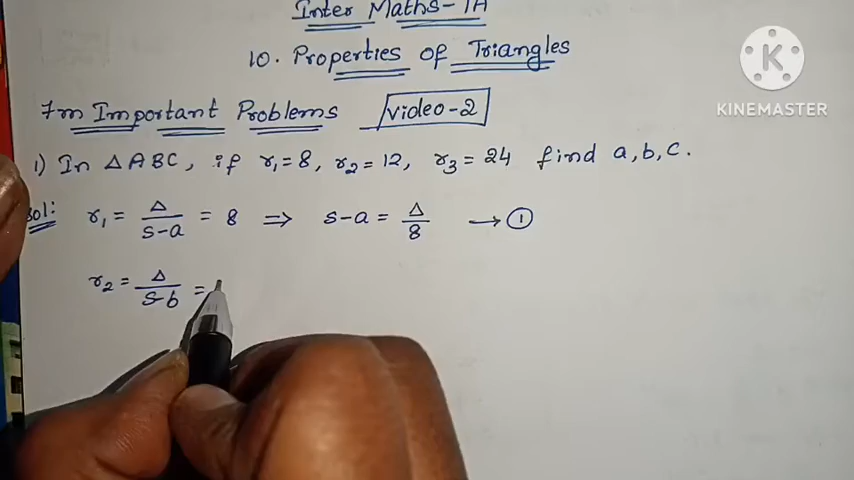 Inter Maths-IA
10. Properties of Triangles
7m Important Problems video-2
KINEMASTER
1) In ΔABC, if r₁=8, r₂=12, r₃=24 find a,b,c.
Sol: r₁ = Δ/(s-a) = 8 ⇒ s-a = Δ/8 → ①
r₂ = Δ/(s-b) =